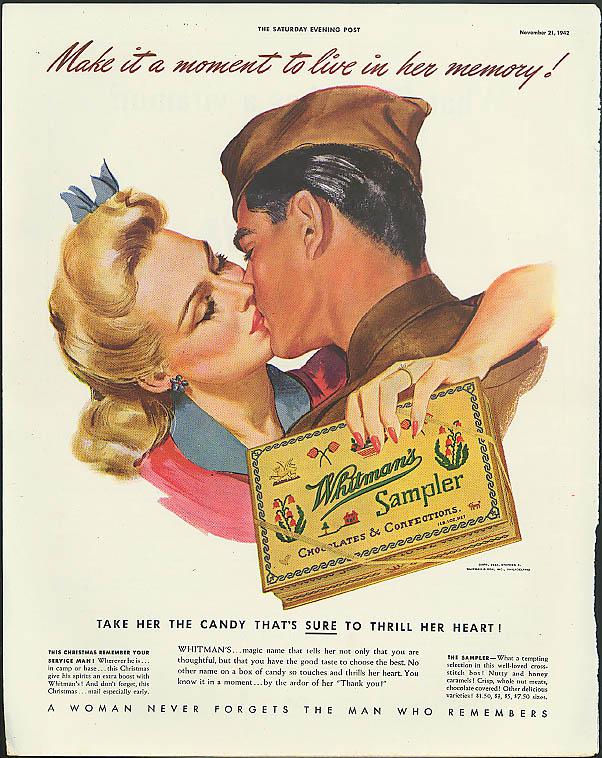 THE SATURDAY EVENING POST
November 21, 1942
Make it a moment to live in her memory!
Whitman's
Sampler
CHOCOLATES & CONFECTIONS.
TAKE HER THE CANDY THAT'S SURE TO THRILL HER HEART!
THIS CHRISTMAS REMEMBER YOUR
SERVICE MAN! Wherever he is...
in camp or base...this Christmas
give his spirits an extra boost with
Whitman's! And don't forget, this
Christmas...mail especially early.
WHITMAN'S...magic name that tells her not only that you are
thoughtful, but that you have the good taste to choose the best. No
other name on a box of candy so touches and thrills her heart. You
know it in a moment...by the ardor of her "Thank you!"
THE SAMPLER—What a tempting
selection in this well-loved cross-
stitch box! Nutty and honey
caramels! Crisp, whole nut meats,
chocolate covered! Other delicious
varieties! $1.50, $3, $5, $7.50 sizes.
A WOMAN NEVER FORGETS THE MAN WHO REMEMBERS